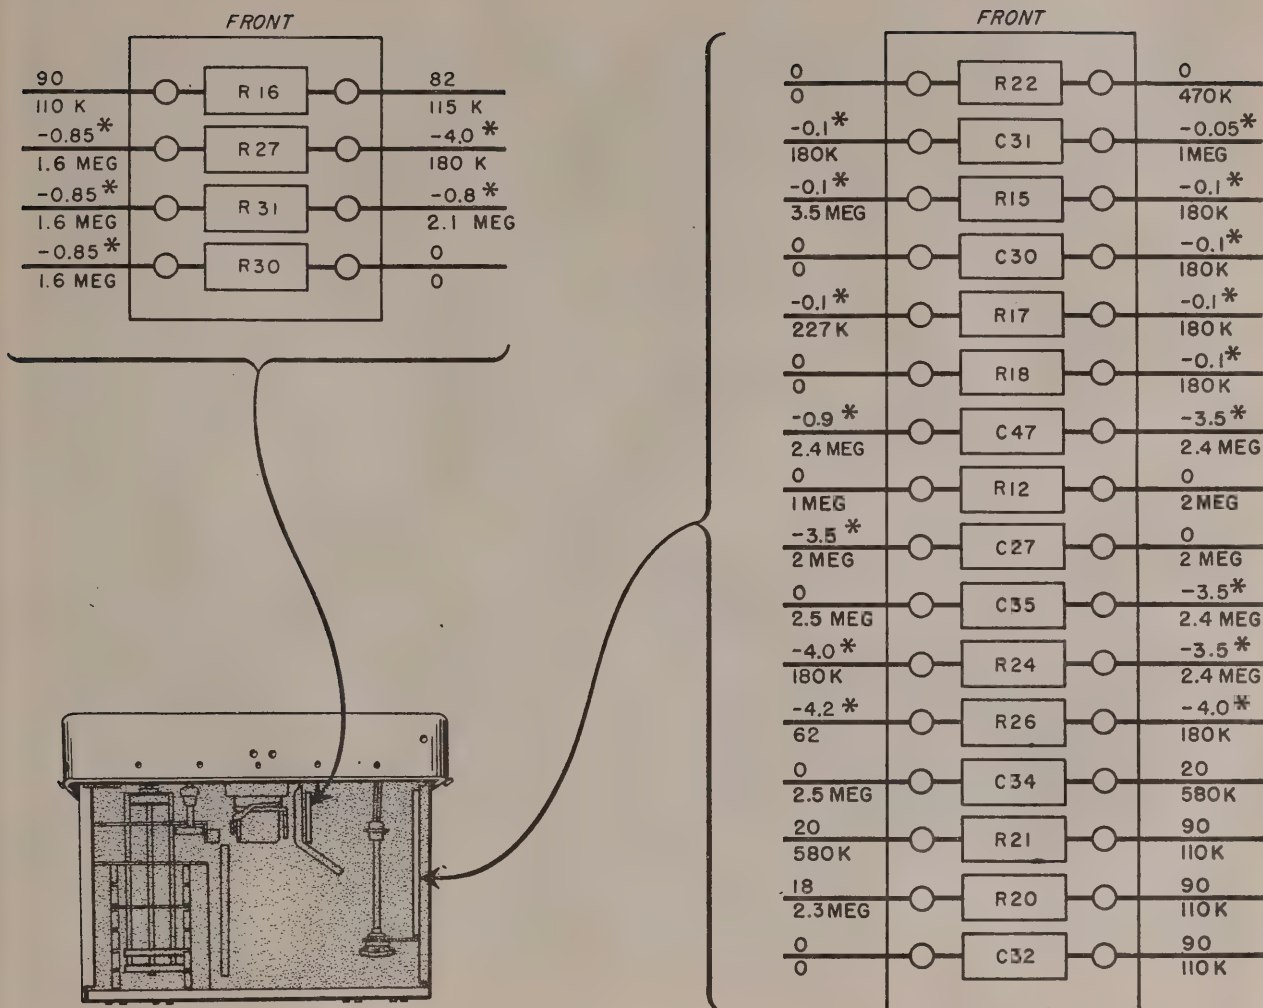 FRONT
90 R16 82
110 K 115 K
-0.85* R27 -4.0*
1.6 MEG 180 K
-0.85* R31 -0.8*
1.6 MEG 2.1 MEG
-0.85* R30 0
1.6 MEG 0
FRONT
0 R22 0
0 470K
-0.1* C31 -0.05*
180K 1MEG
-0.1* R15 -0.1*
3.5 MEG 180K
0 C30 -0.1*
0 180K
-0.1* R17 -0.1*
227K 180K
0 R18 -0.1*
0 180K
-0.9* C47 -3.5*
2.4 MEG 2.4 MEG
0 R12 0
1MEG 2MEG
-3.5* C27 0
2 MEG 2 MEG
0 C35 -3.5*
2.5 MEG 2.4 MEG
-4.0* R24 -3.5*
180K 2.4 MEG
-4.2* R26 -4.0*
62 180K
0 C34 20
2.5 MEG 580K
20 R21 90
580K 110K
18 R20 90
2.3MEG 110K
0 C32 90
0 110K